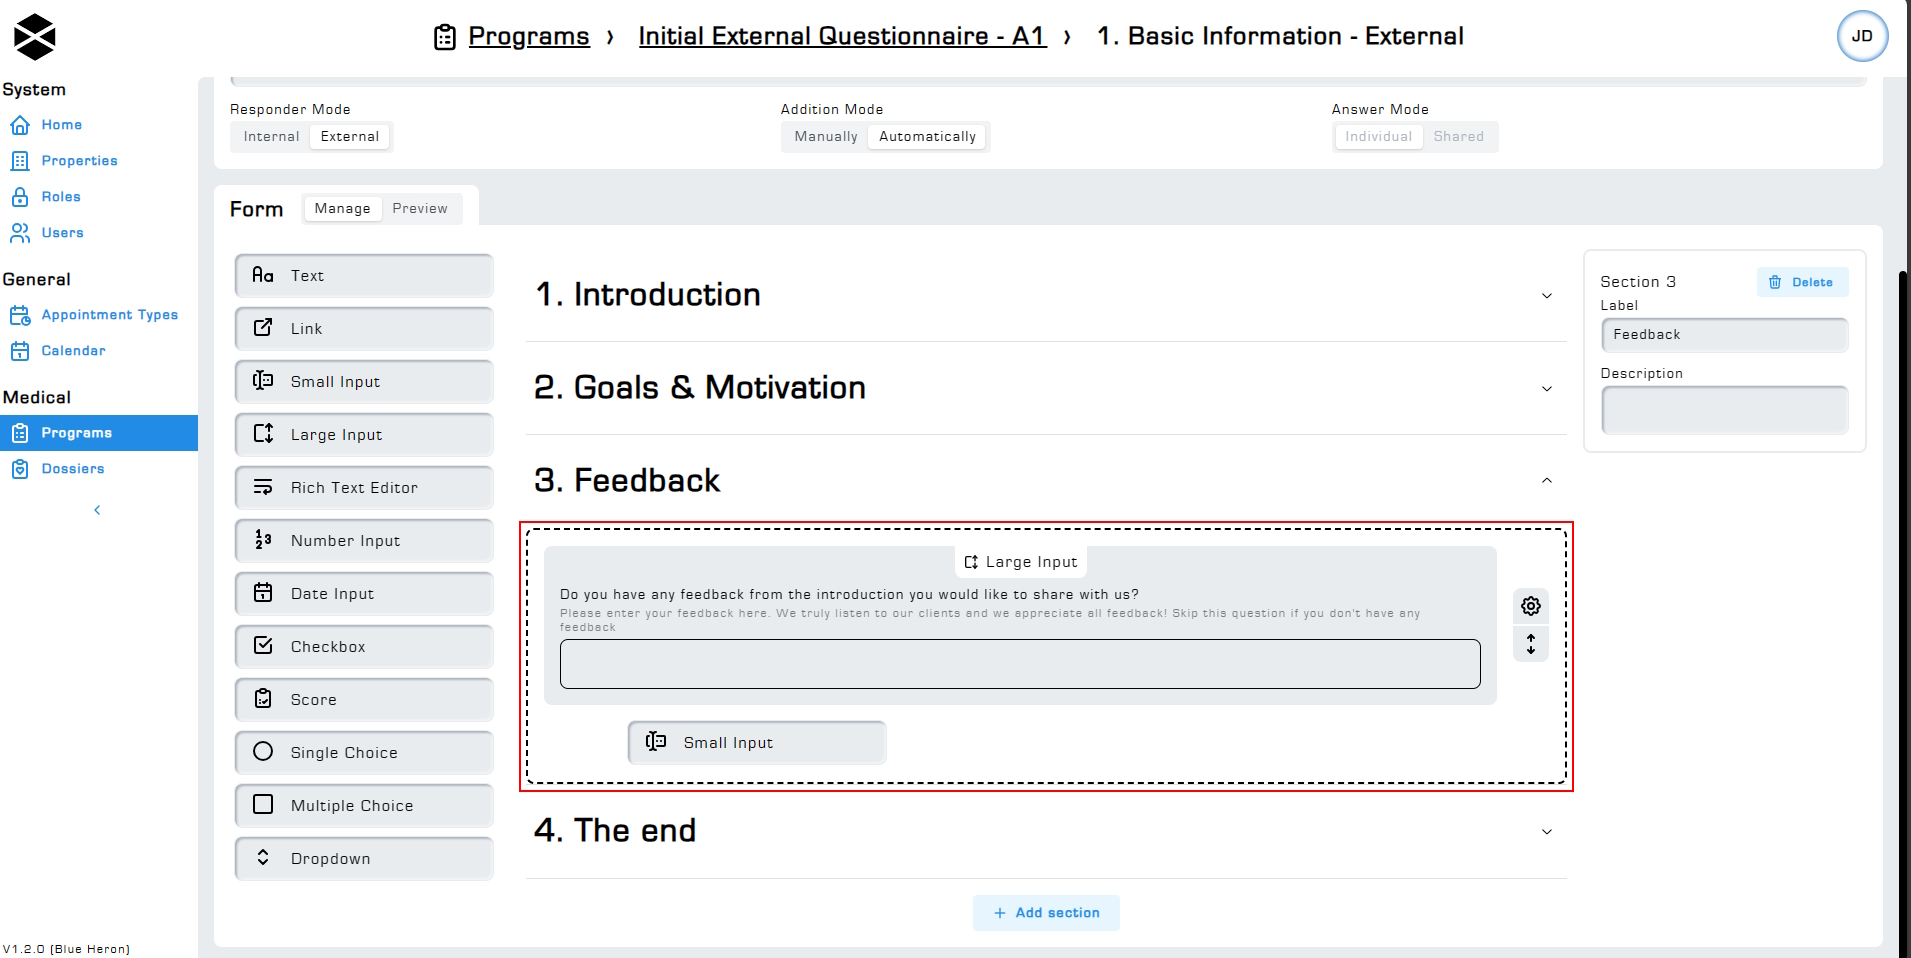 Programs › Initial External Questionnaire - A1 › 1. Basic Information - External
JD
System
Home
Properties
Roles
Users
General
Appointment Types
Calendar
Medical
Programs
Dossiers
V1.2.0 (Blue Heron)
Responder Mode
Internal External
Addition Mode
Manually Automatically
Answer Mode
Individual Shared
Form Manage Preview
Text
Link
Small Input
Large Input
Rich Text Editor
Number Input
Date Input
Checkbox
Score
Single Choice
Multiple Choice
Dropdown
1. Introduction
2. Goals & Motivation
3. Feedback
Large Input
Do you have any feedback from the introduction you would like to share with us?
Please enter your feedback here. We truly listen to our clients and we appreciate all feedback! Skip this question if you don't have any
feedback
Small Input
4. The end
+ Add section
Section 3 Delete
Label
Feedback
Description